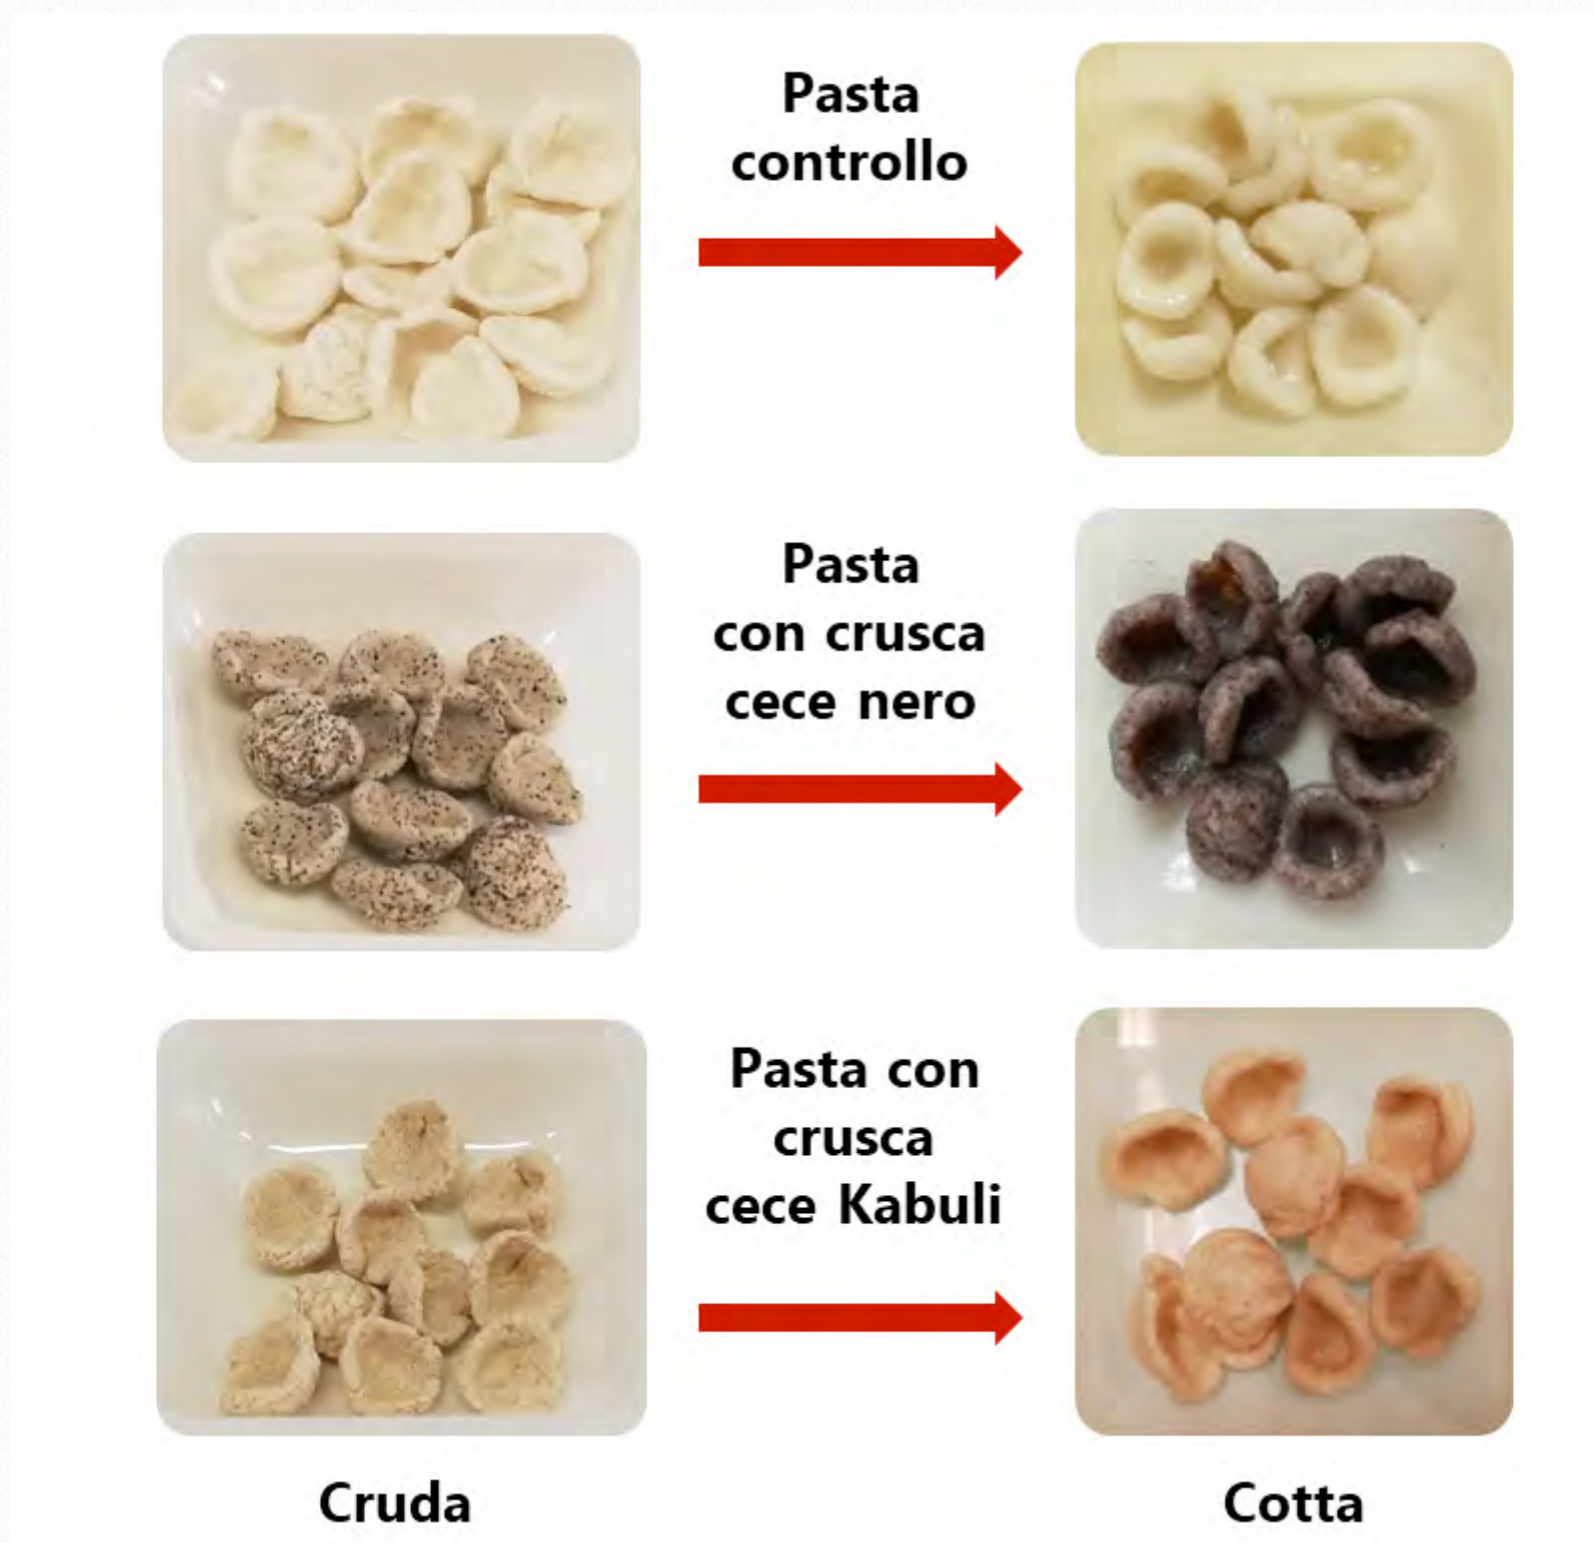 Pasta
controllo
Pasta
con crusca
cece nero
Pasta con
crusca
cece Kabuli
Cruda
Cotta